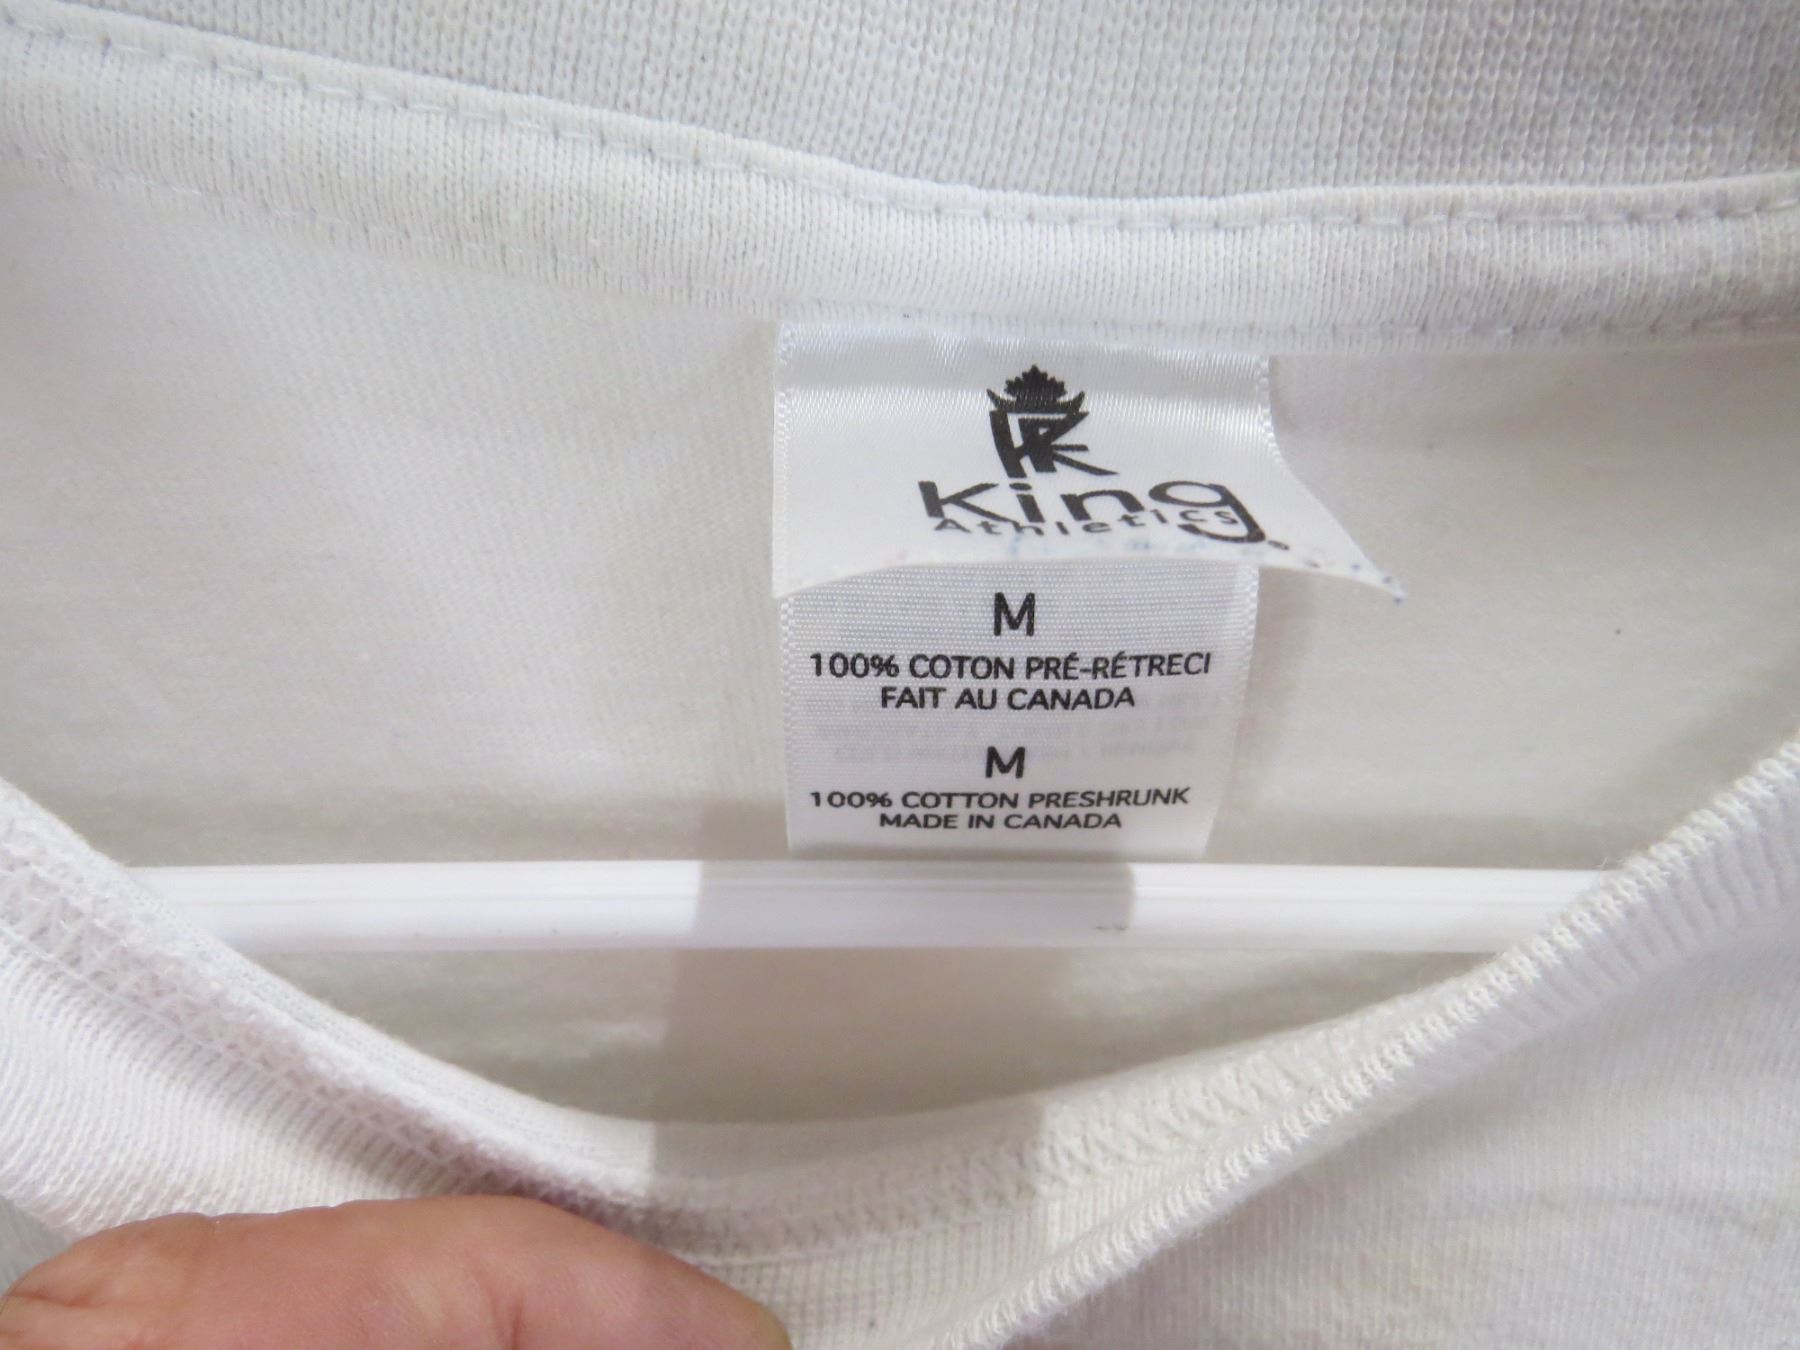 King
Athletics
M
100% COTON PRÉ-RÉTRECI
FAIT AU CANADA
M
100% COTTON PRESHRUNK
MADE IN CANADA